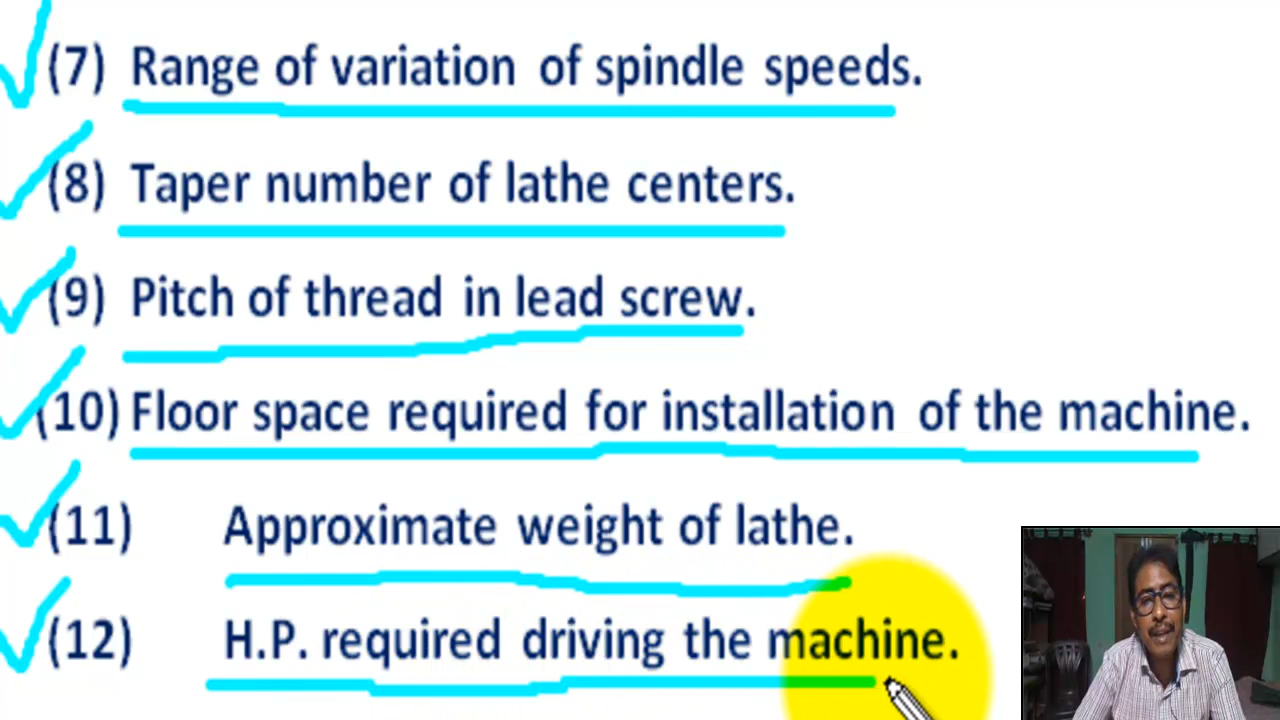 (7) Range of variation of spindle speeds.
(8) Taper number of lathe centers.
(9) Pitch of thread in lead screw.
(10) Floor space required for installation of the machine.
(11) Approximate weight of lathe.
(12) H.P. required driving the machine.